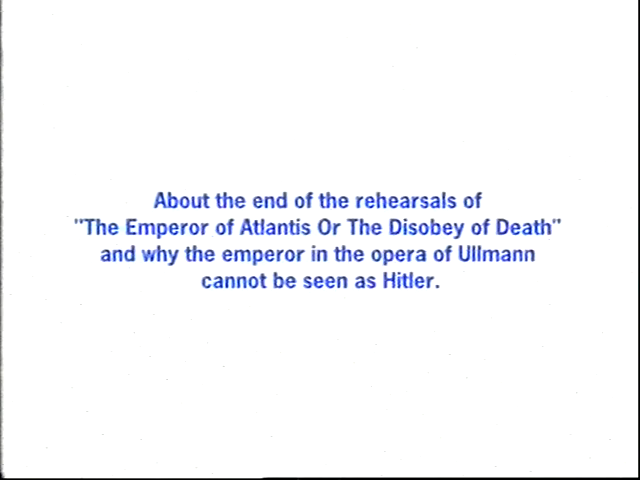 About the end of the rehearsals of
"The Emperor of Atlantis Or The Disobey of Death"
and why the emperor in the opera of Ullmann
cannot be seen as Hitler.